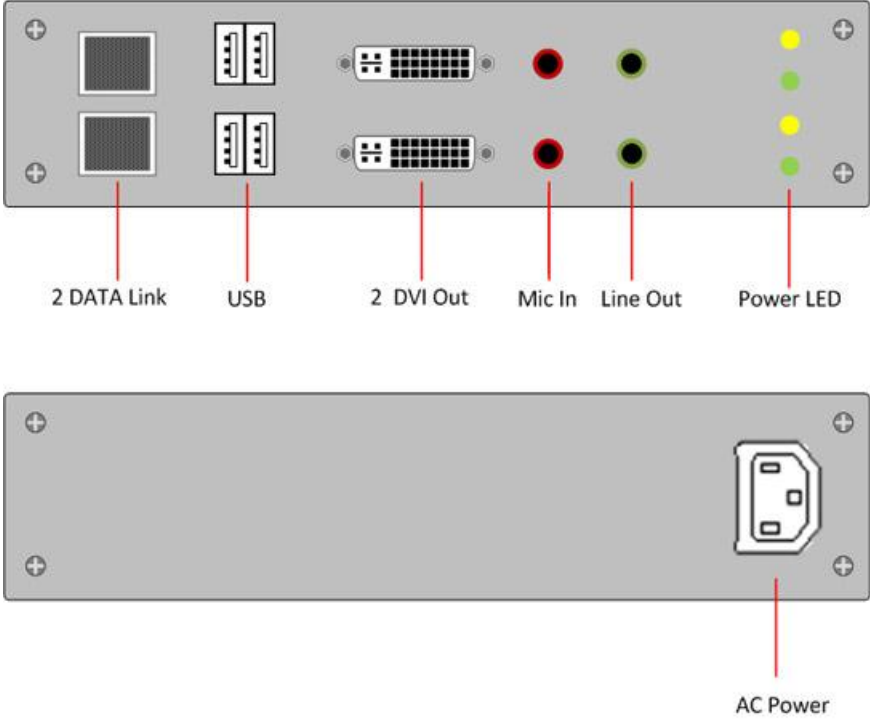 2 DATA Link
USB
2 DVI Out
Mic In
Line Out
Power LED
AC Power